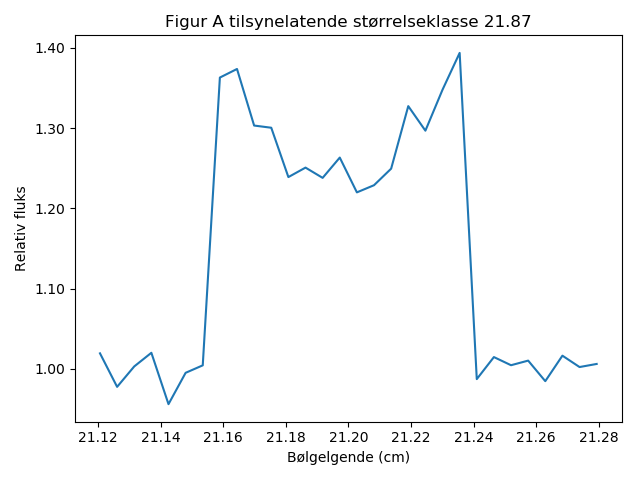 Figur A tilsynelatende størrelseklasse 21.87
1.40
1.30
1.20
1.10
1.00
Relativ fluks
21.12 21.14 21.16 21.18 21.20 21.22 21.24 21.26 21.28
Bølgelgende (cm)